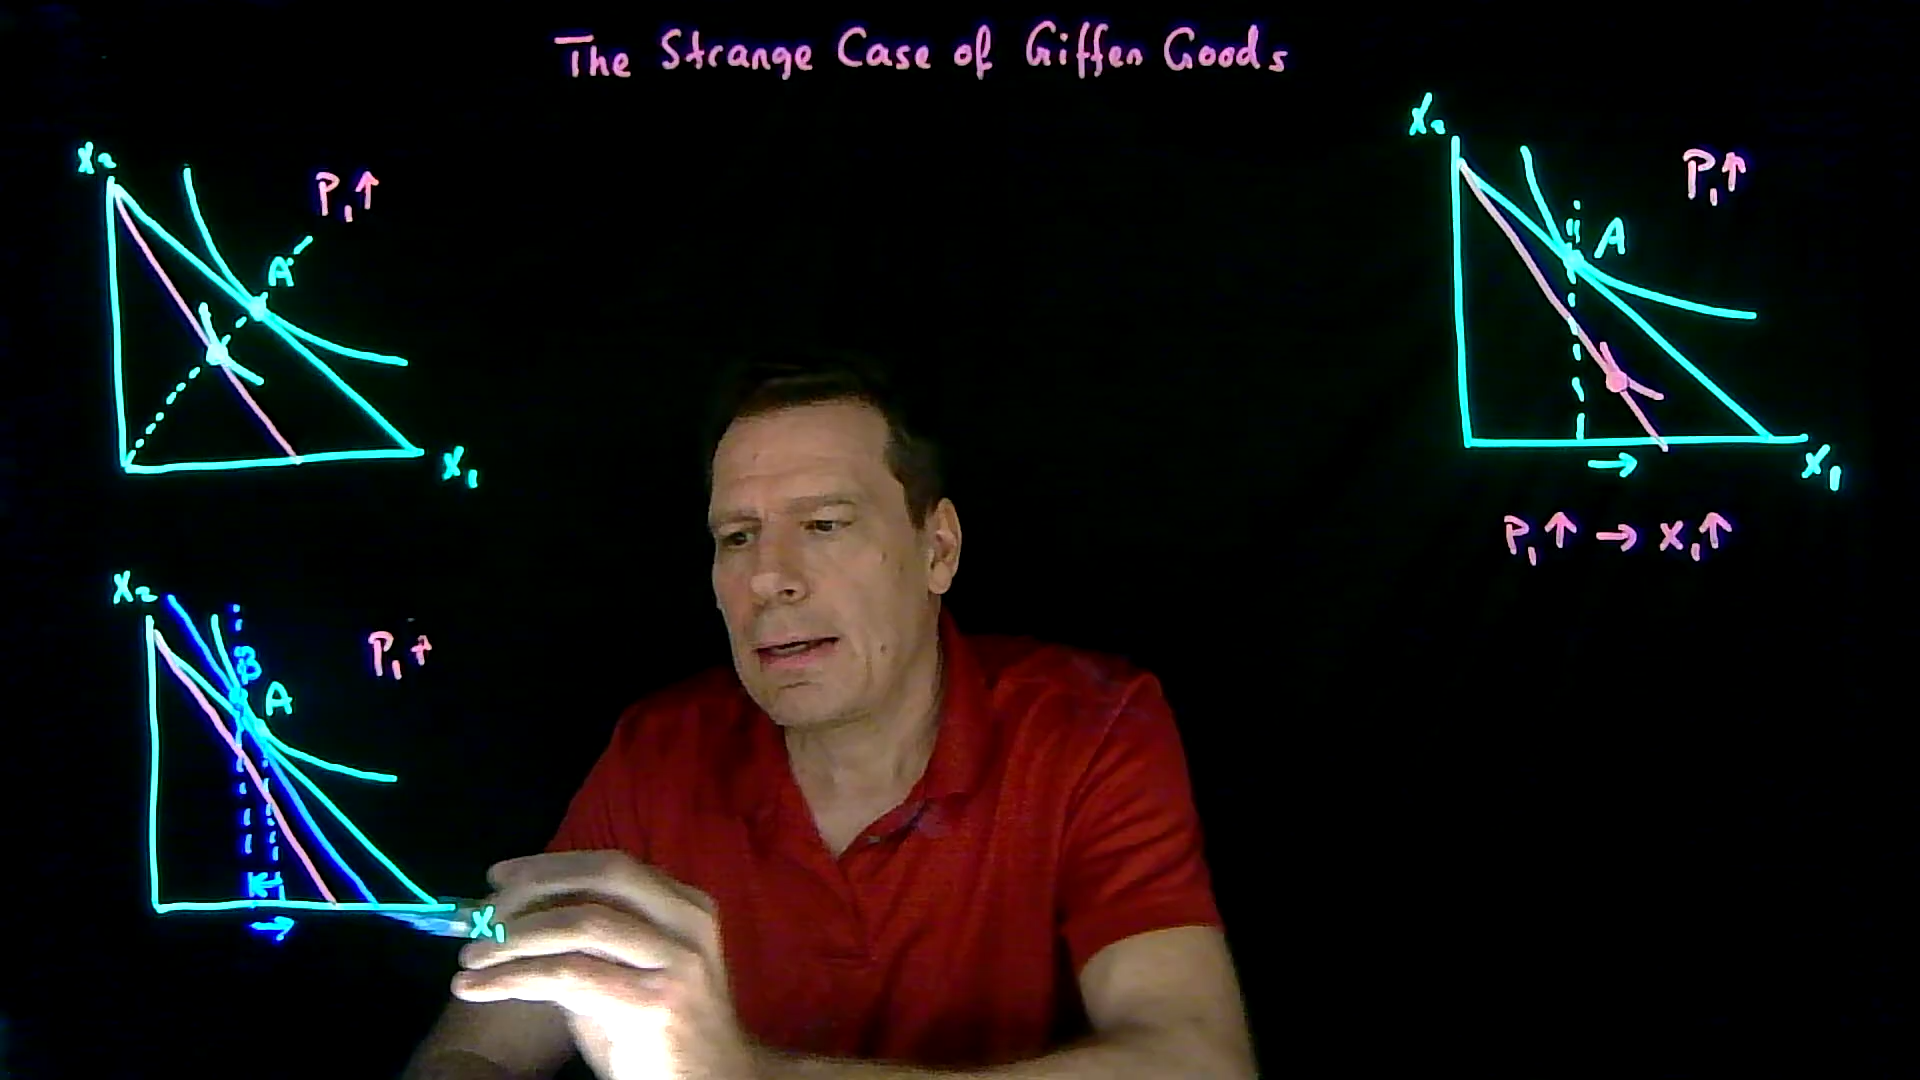 The Strange Case of Giffen Goods
X₂
P₁↑
A
X₁
X₂
P₁↑
A
X₁
P₁↑ → X₁↑
X₂
P₁↑
B
A
X₁